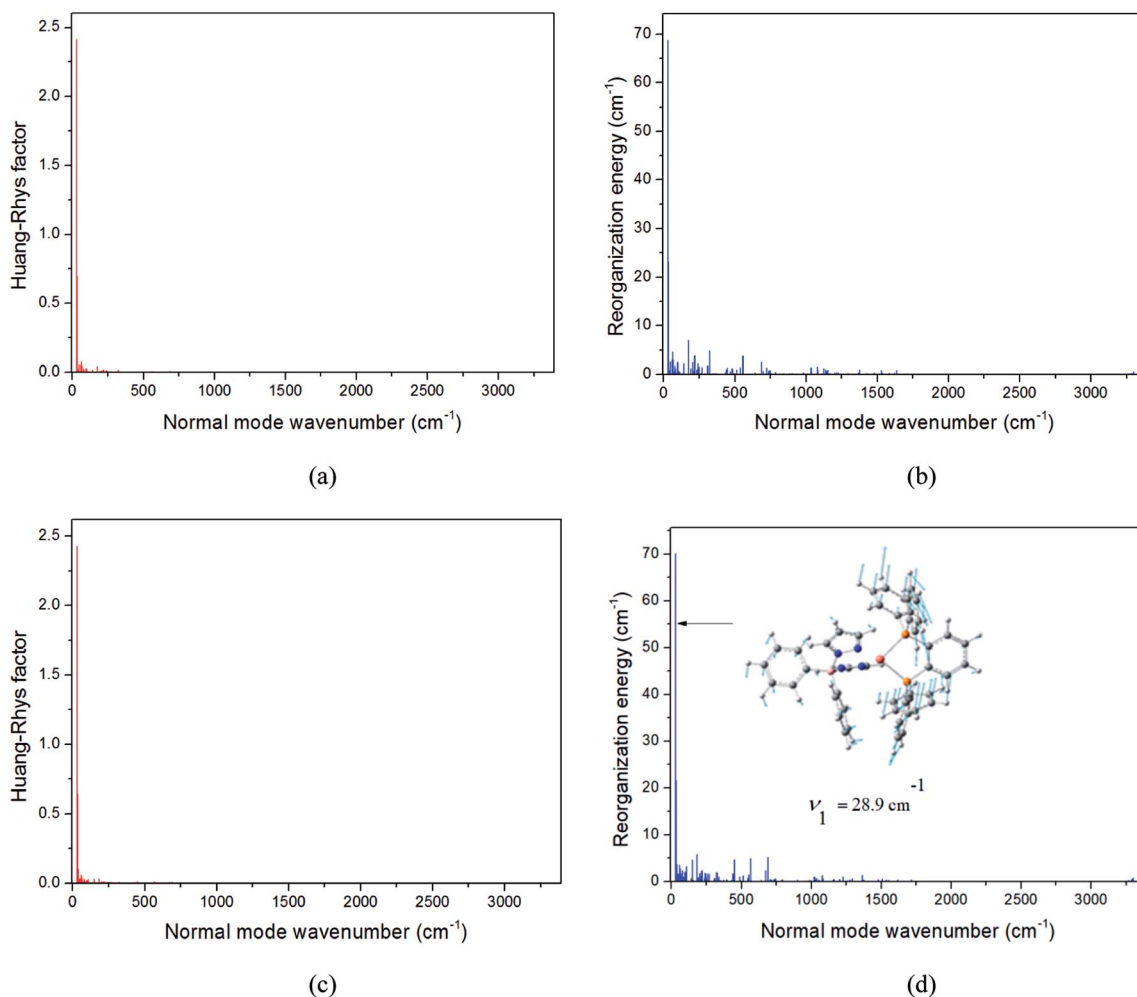 2.5
2.0
1.5
1.0
0.5
0.0
Huang-Rhys factor
0 500 1000 1500 2000 2500 3000
Normal mode wavenumber (cm⁻¹)
(a)
70
60
50
40
30
20
10
0
Reorganization energy (cm⁻¹)
0 500 1000 1500 2000 2500 3000
Normal mode wavenumber (cm⁻¹)
(b)
2.5
2.0
1.5
1.0
0.5
0.0
Huang-Rhys factor
0 500 1000 1500 2000 2500 3000
Normal mode wavenumber (cm⁻¹)
(c)
70
65
60
55
50
45
40
30
20
10
0
Reorganization energy (cm⁻¹)
ν₁ = 28.9 cm⁻¹
0 500 1000 1500 2000 2500 3000
Normal mode wavenumber (cm⁻¹)
(d)